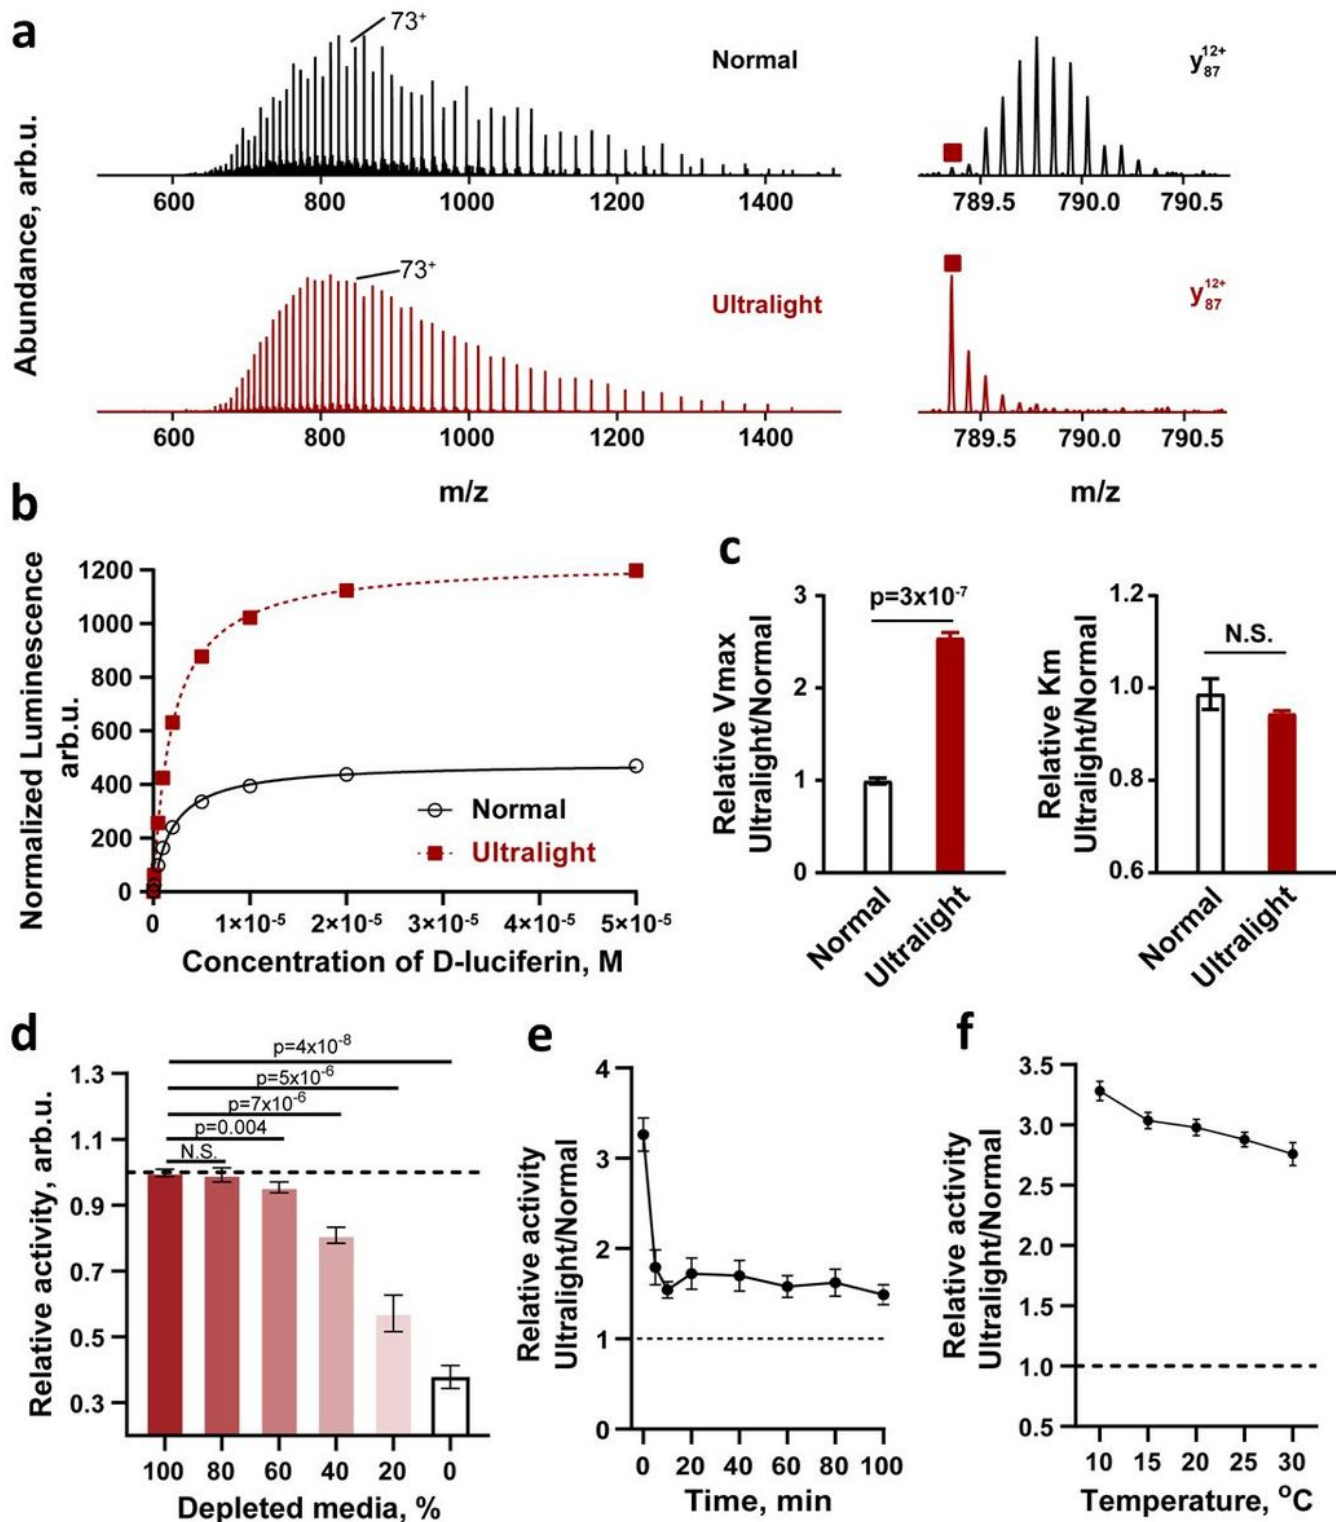 a
Abundance, arb.u.
73⁺
Normal
600 800 1000 1200 1400
y₈₇¹²⁺
789.5 790.0 790.5
73⁺
Ultralight
600 800 1000 1200 1400
y₈₇¹²⁺
789.5 790.0 790.5
m/z
m/z
b
Normalized Luminescence
arb.u.
1200
1000
800
600
400
200
0
Normal
Ultralight
0 1×10⁻⁵ 2×10⁻⁵ 3×10⁻⁵ 4×10⁻⁵ 5×10⁻⁵
Concentration of D-luciferin, M
c
Relative Vmax
Ultralight/Normal
3
2
1
0
p=3x10⁻⁷
Normal
Ultralight
Relative Km
Ultralight/Normal
1.2
1.0
0.8
0.6
N.S.
Normal
Ultralight
d
Relative activity, arb.u.
1.3
1.1
0.9
0.7
0.5
0.3
p=4x10⁻⁸
p=5x10⁻⁶
p=7x10⁻⁶
p=0.004
N.S.
100 80 60 40 20 0
Depleted media, %
e
Relative activity
Ultralight/Normal
4
3
2
1
0
0 20 40 60 80 100
Time, min
f
Relative activity
Ultralight/Normal
3.5
3.0
2.5
2.0
1.5
1.0
0.5
10 15 20 25 30
Temperature, ºC